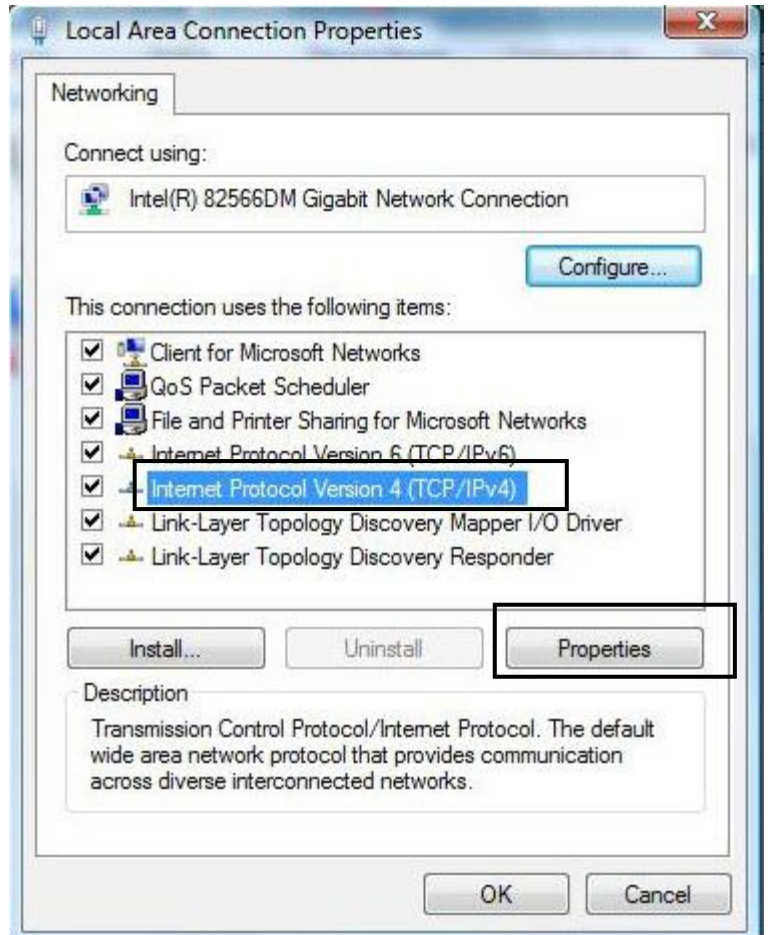 Local Area Connection Properties
Networking
Connect using:
Intel(R) 82566DM Gigabit Network Connection
Configure...
This connection uses the following items:
Client for Microsoft Networks
QoS Packet Scheduler
File and Printer Sharing for Microsoft Networks
Internet Protocol Version 6 (TCP/IPv6)
Internet Protocol Version 4 (TCP/IPv4)
Link-Layer Topology Discovery Mapper I/O Driver
Link-Layer Topology Discovery Responder
Install... Uninstall Properties
Description
Transmission Control Protocol/Internet Protocol. The default
wide area network protocol that provides communication
across diverse interconnected networks.
OK Cancel